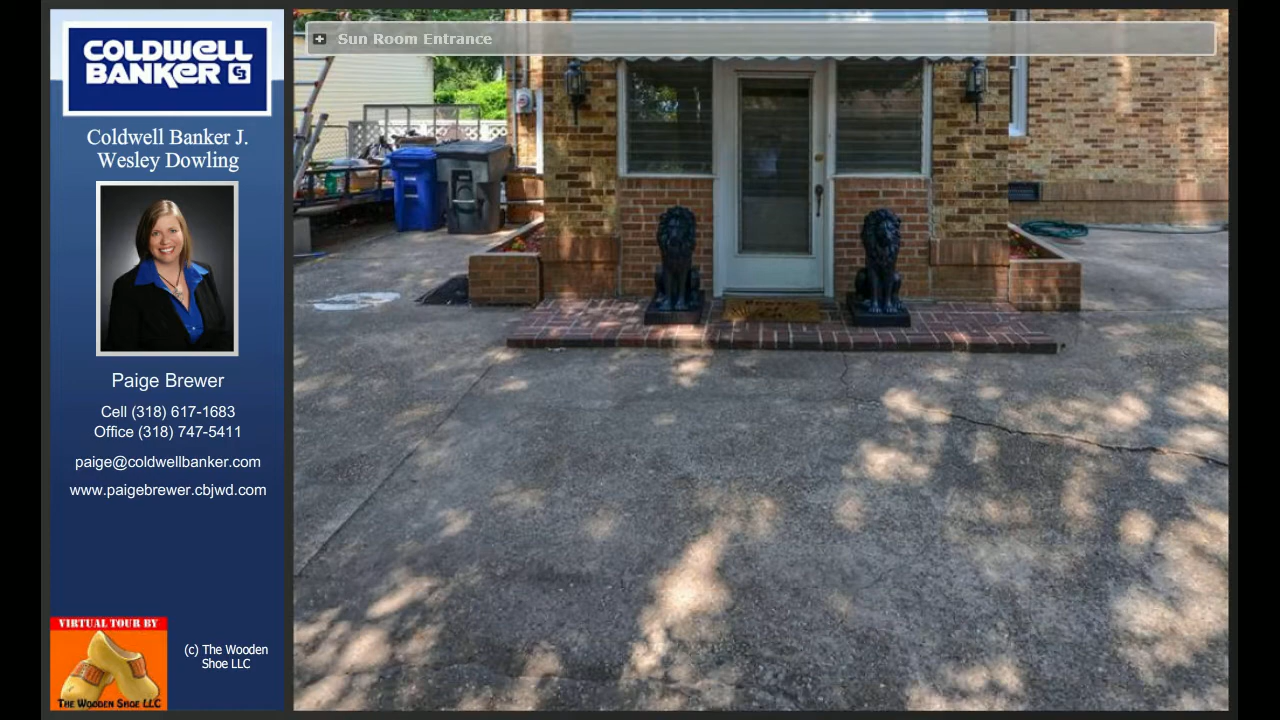 COLDWELL
BANKER
Coldwell Banker J.
Wesley Dowling
Paige Brewer
Cell (318) 617-1683
Office (318) 747-5411
paige@coldwellbanker.com
www.paigebrewer.cbjwd.com
VIRTUAL TOUR BY
THE WOODEN SHOE LLC
(c) The Wooden
Shoe LLC
Sun Room Entrance